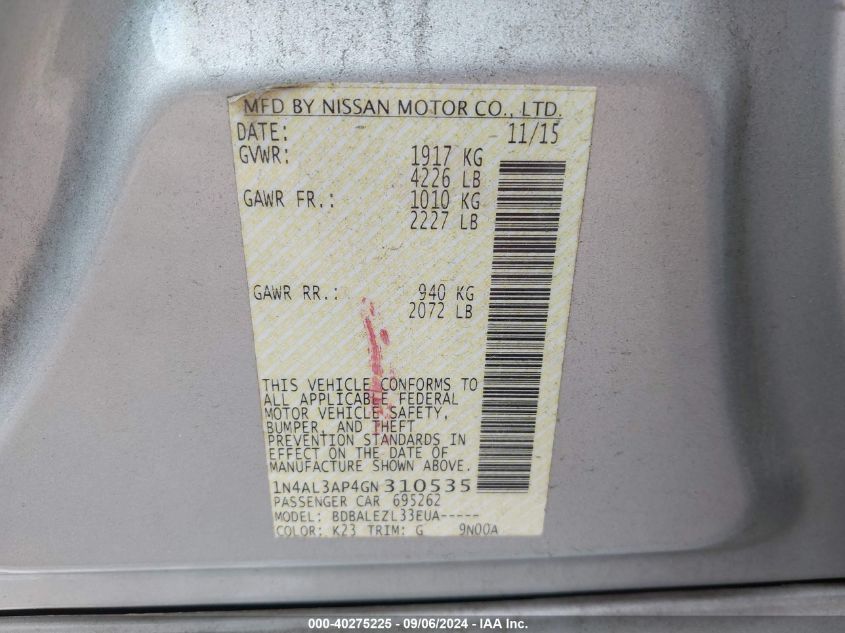 MFD BY NISSAN MOTOR CO., LTD.
DATE: 11/15
GVWR: 1917 KG
4226 LB
GAWR FR.: 1010 KG
2227 LB
GAWR RR.: 940 KG
2072 LB
THIS VEHICLE CONFORMS TO
ALL APPLICABLE FEDERAL
MOTOR VEHICLE SAFETY,
BUMPER, AND THEFT
PREVENTION STANDARDS IN
EFFECT ON THE DATE OF
MANUFACTURE SHOWN ABOVE.
1N4AL3AP4GN310535
PASSENGER CAR 695262
MODEL: BDBALEZL33EUA-----
COLOR: K23 TRIM: G 9N00A
000-40275225 - 09/06/2024 - IAA Inc.